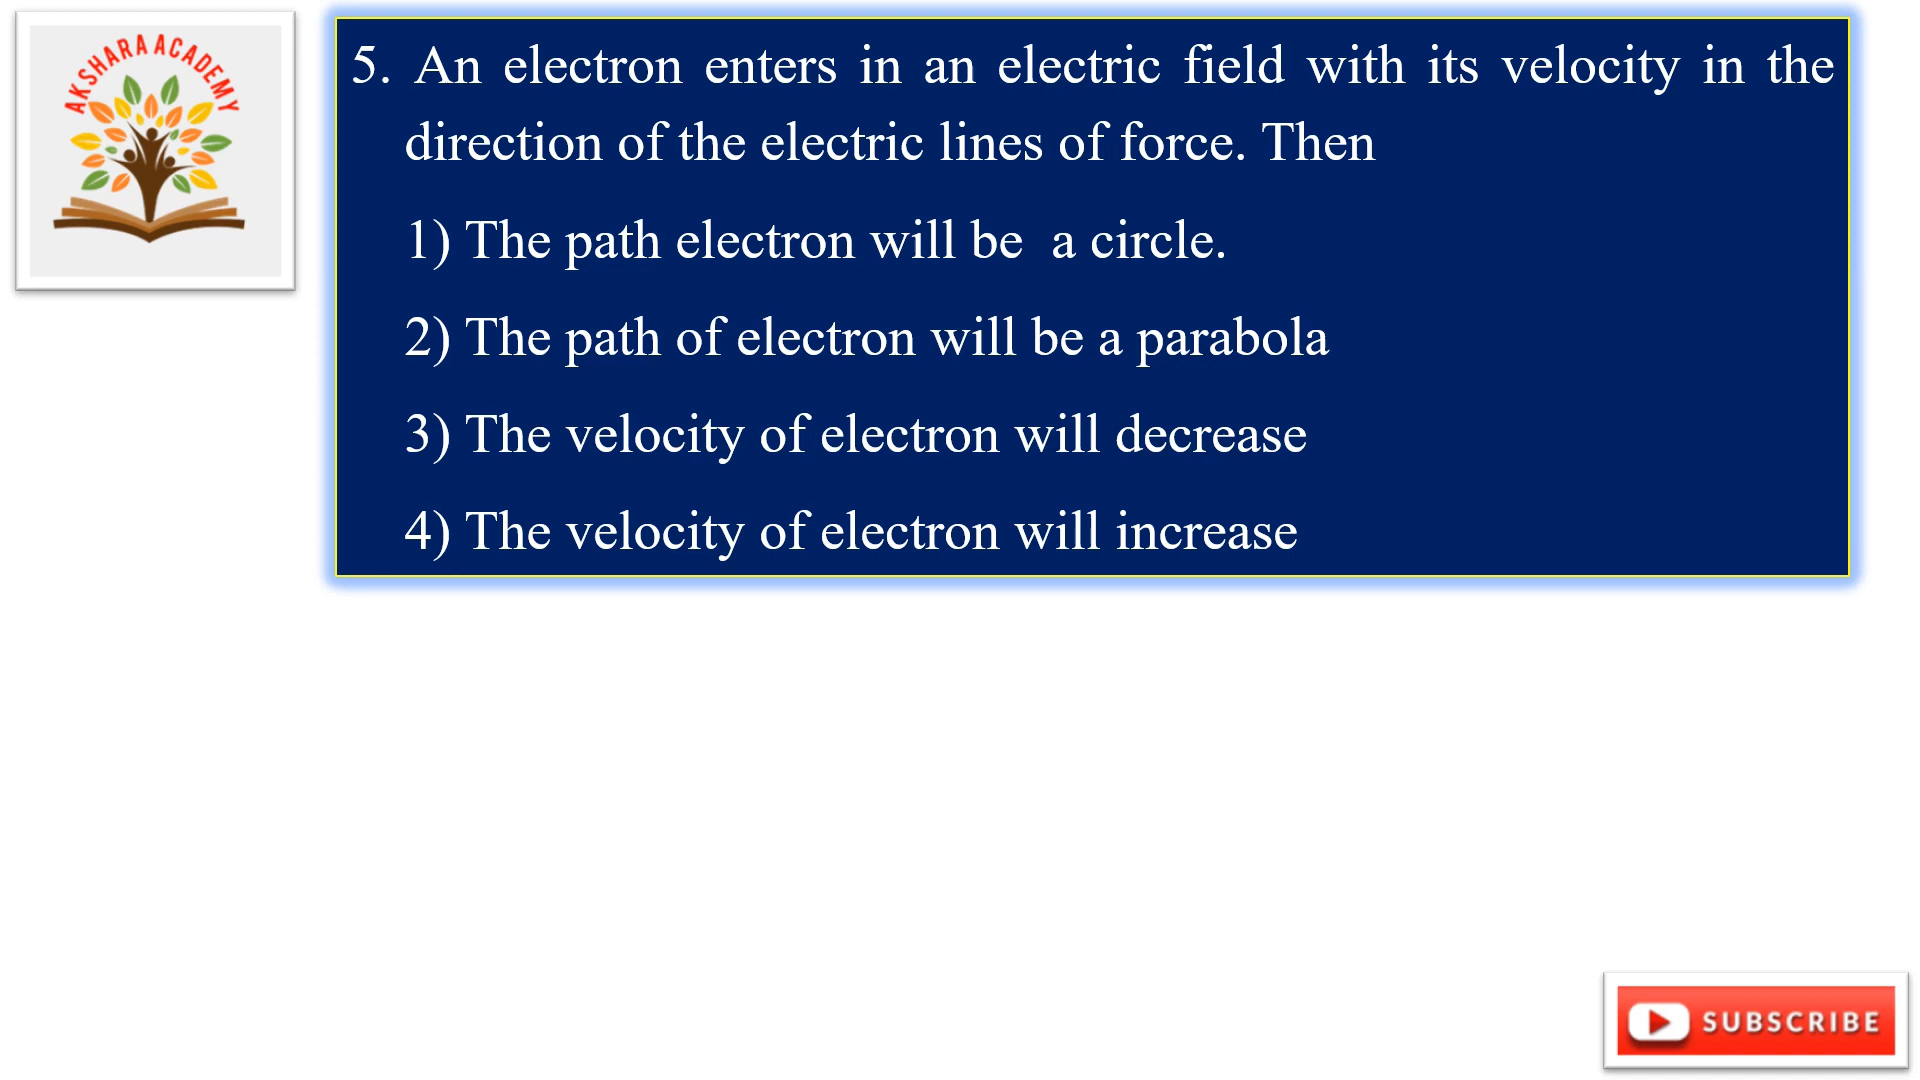 AKSHARA ACADEMY
5. An electron enters in an electric field with its velocity in the
direction of the electric lines of force. Then
1) The path electron will be  a circle.
2) The path of electron will be a parabola
3) The velocity of electron will decrease
4) The velocity of electron will increase
SUBSCRIBE